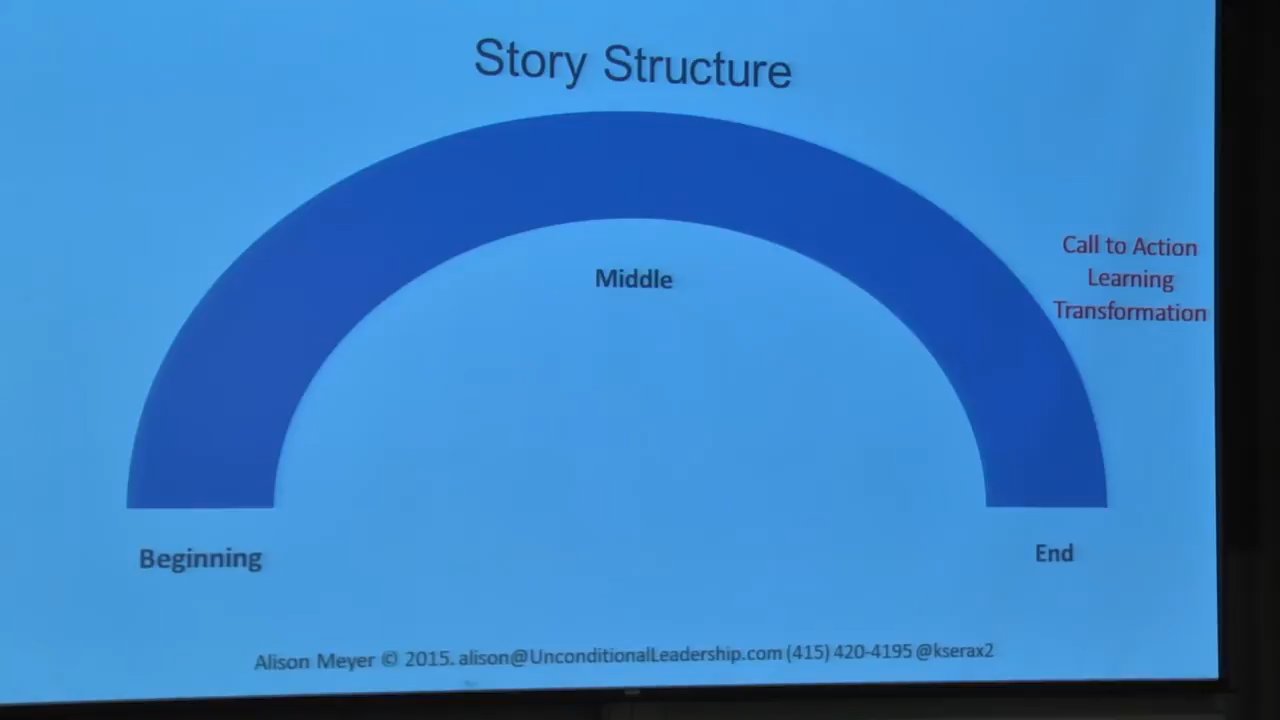 Story Structure
Middle
Call to Action
Learning
Transformation
Beginning
End
Alison Meyer © 2015. alison@UnconditionalLeadership.com (415) 420-4195 @kserax2